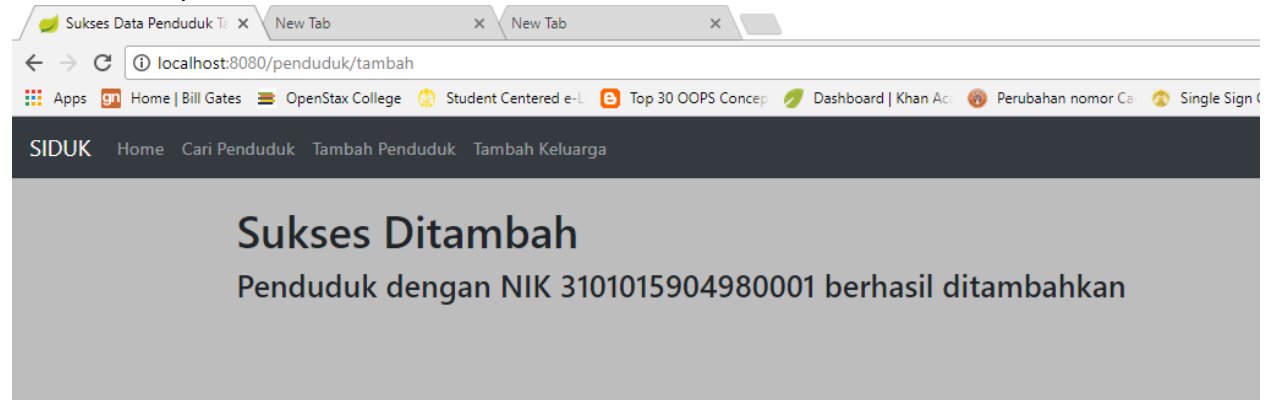 Sukses Data Penduduk Ta New Tab New Tab
localhost:8080/penduduk/tambah
Apps gn Home | Bill Gates OpenStax College Student Centered e-L Top 30 OOPS Concep Dashboard | Khan Ac Perubahan nomor Ca Single Sign
SIDUK Home Cari Penduduk Tambah Penduduk Tambah Keluarga
Sukses Ditambah
Penduduk dengan NIK 3101015904980001 berhasil ditambahkan